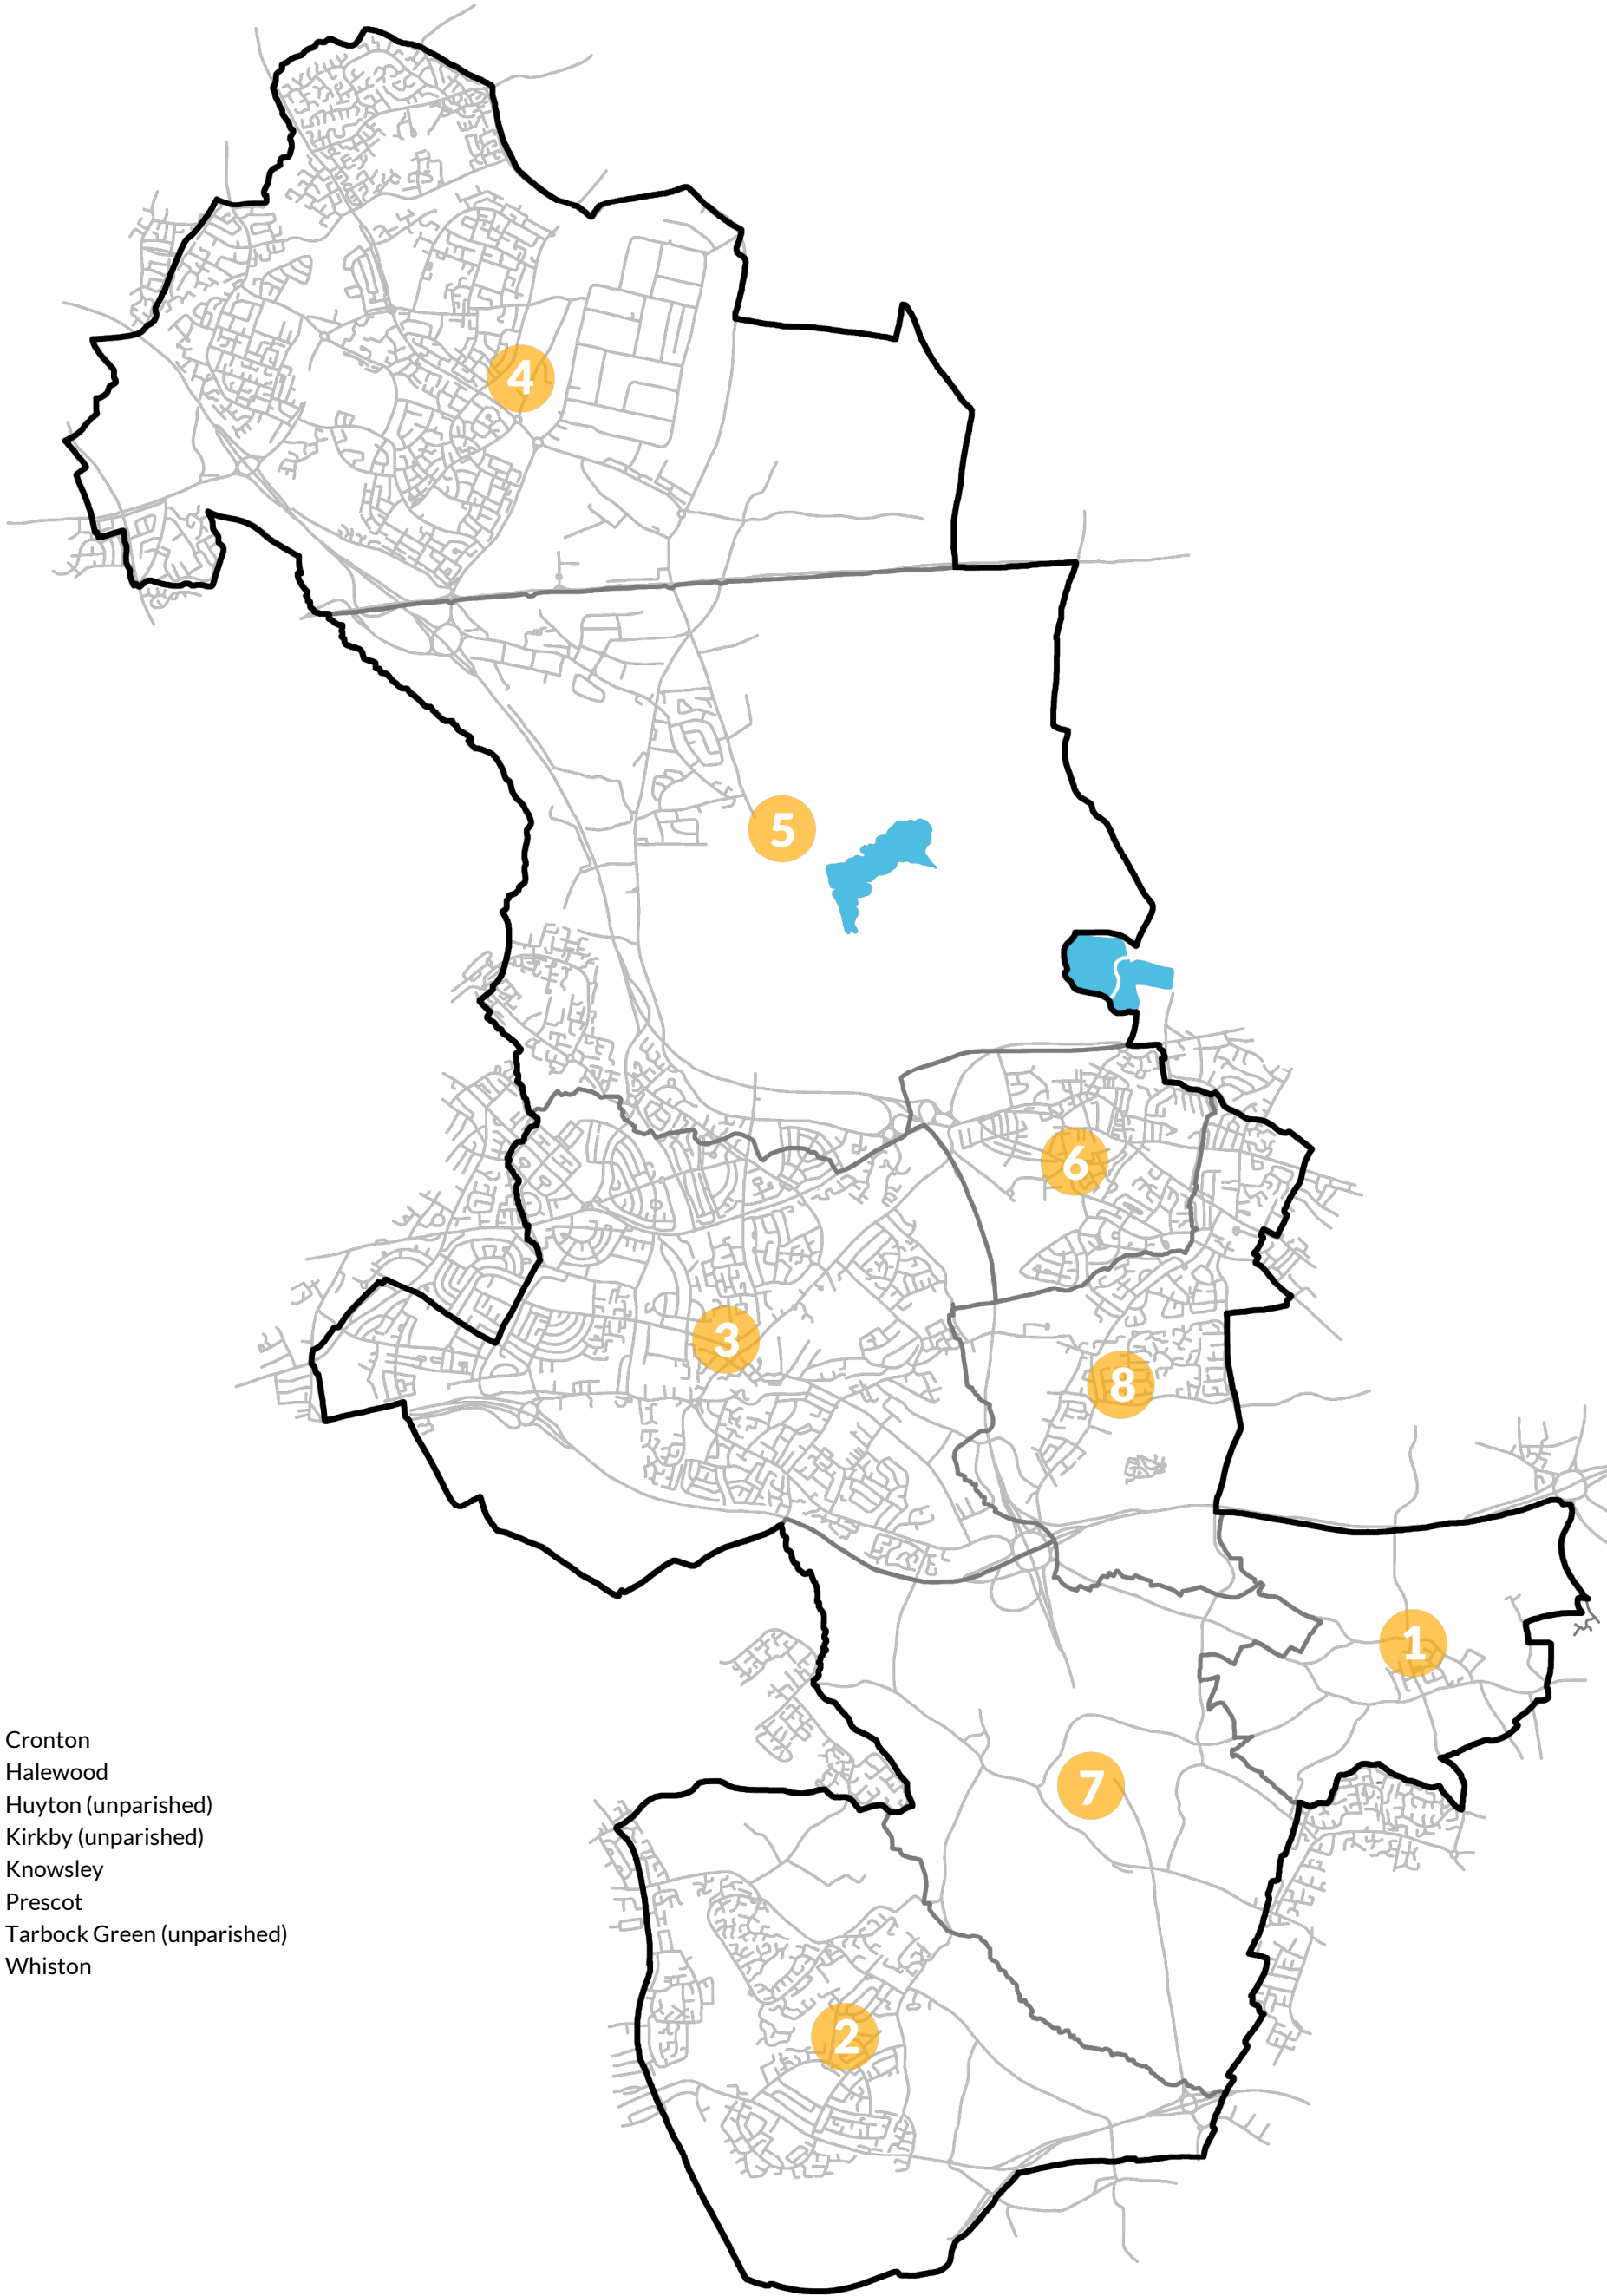 4
5
6
3
8
1
Cronton
Halewood
Huyton (unparished)
Kirkby (unparished)
Knowsley
Prescot
Tarbock Green (unparished)
Whiston
7
2